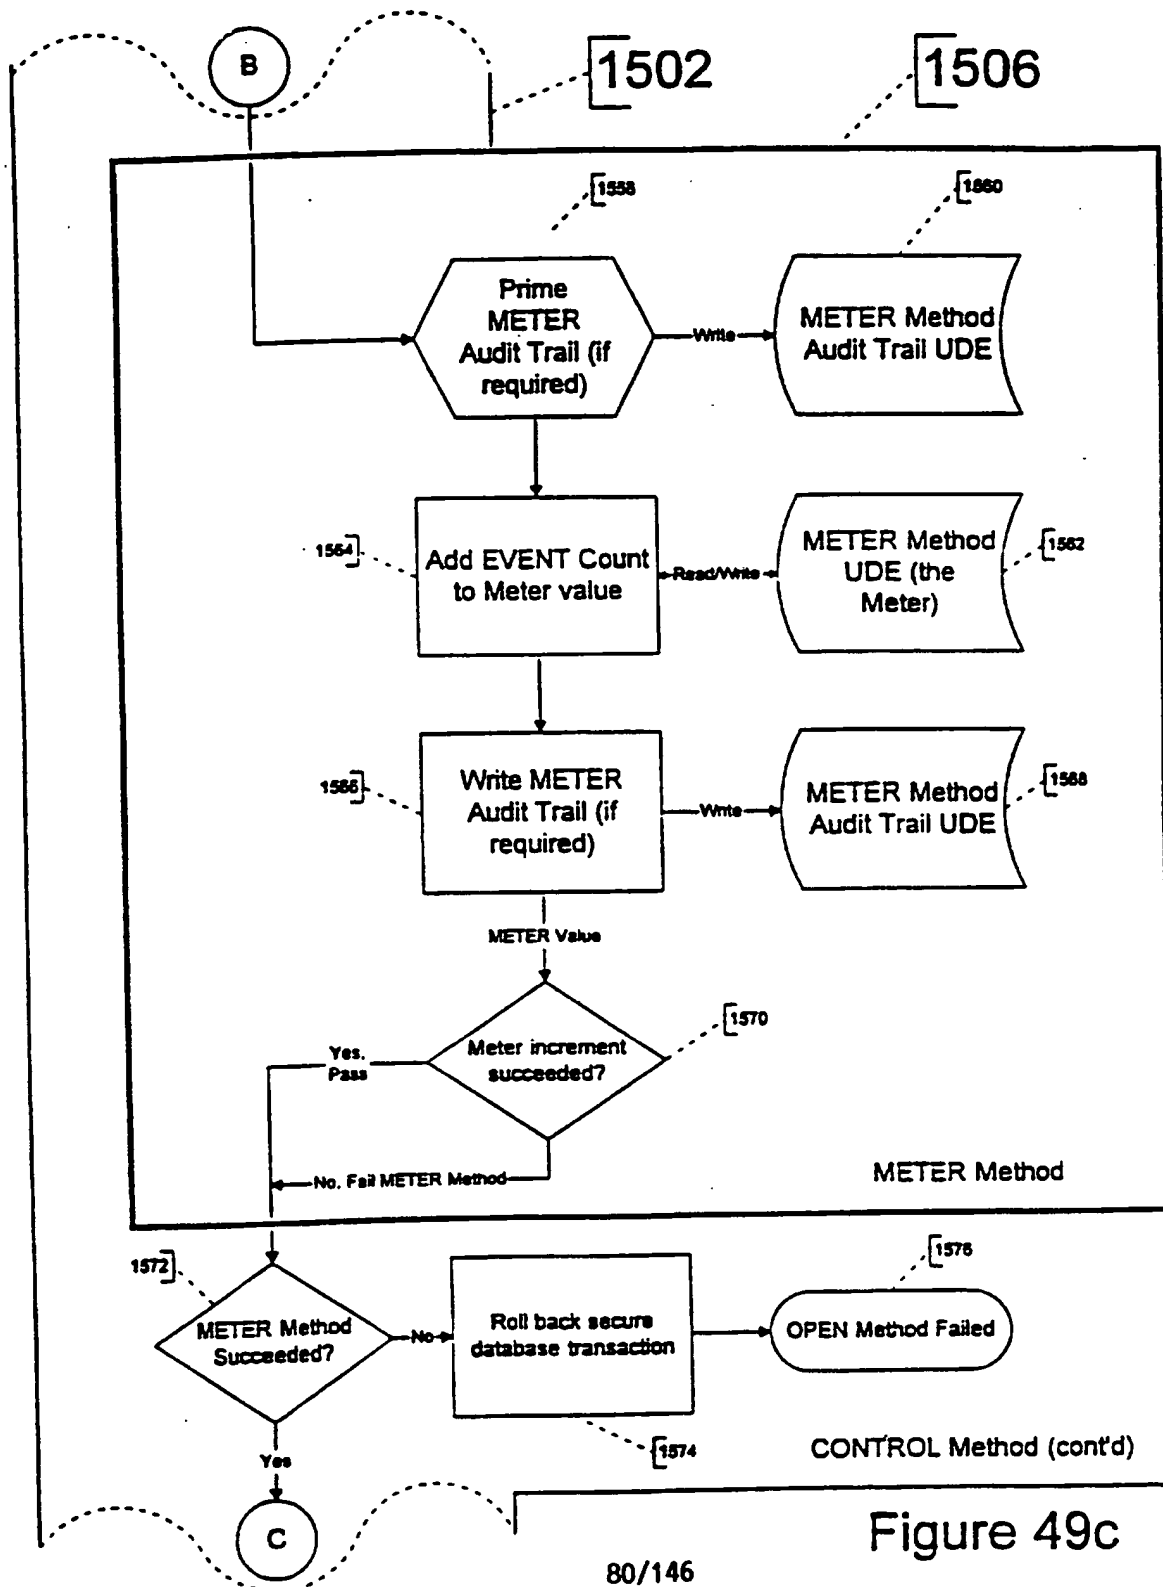 B
1502
1506
1558
1560
Prime
METER
Audit Trail (if
required)
Write
METER Method
Audit Trail UDE
1564
Add EVENT Count
to Meter value
Read/Write
METER Method
UDE (the
Meter)
1562
1566
Write METER
Audit Trail (if
required)
Write
METER Method
Audit Trail UDE
1568
METER Value
Meter increment
succeeded?
1570
Yes,
Pass
No, Fail METER Method
METER Method
1572
METER Method
Succeeded?
No
Roll back secure
database transaction
1576
OPEN Method Failed
1574
Yes
CONTROL Method (cont'd)
C
Figure 49c
80/146